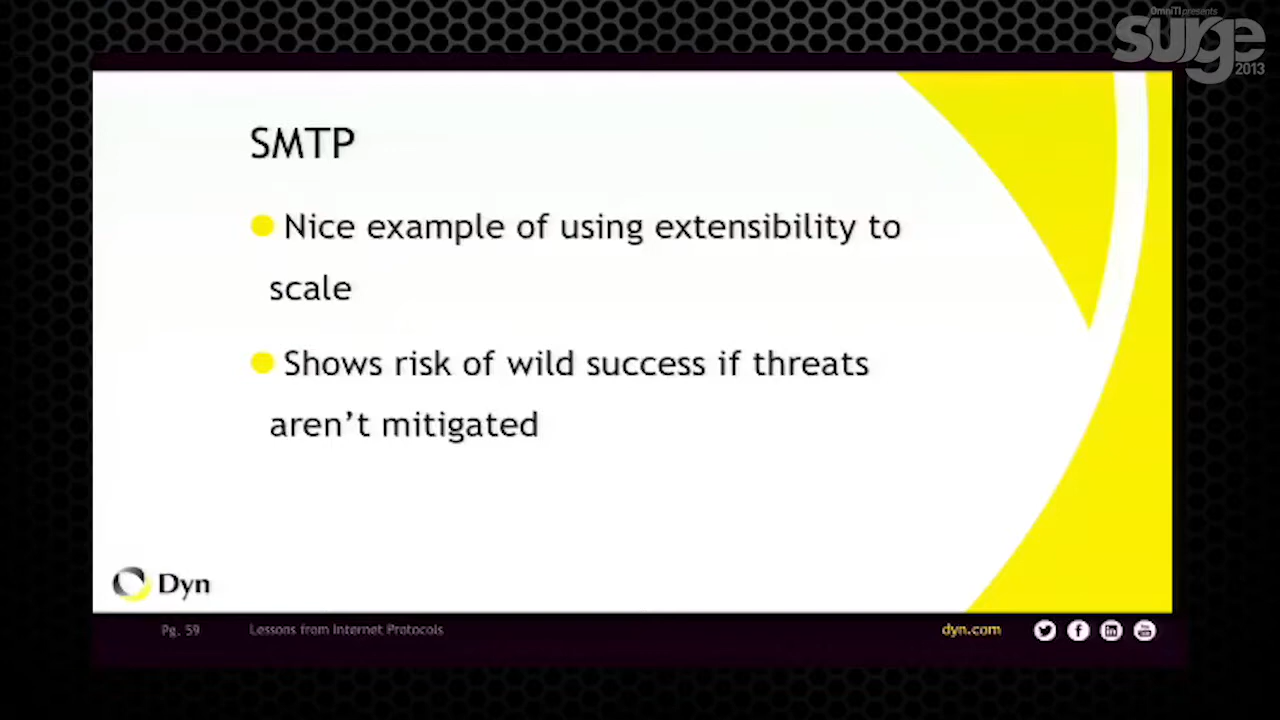 OmniTI presents
surge
2013
SMTP
Nice example of using extensibility to
scale
Shows risk of wild success if threats
aren’t mitigated
Dyn
Pg. 59
Lessons from Internet Protocols
dyn.com